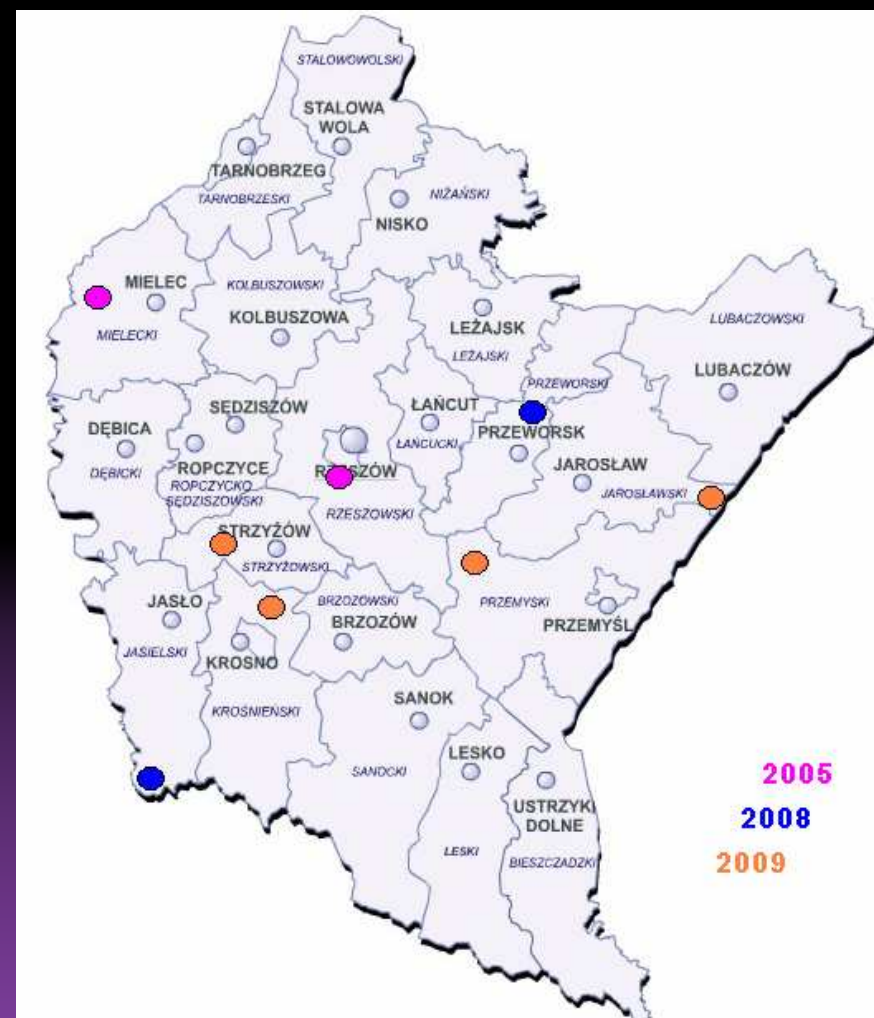 STALOWOWOLSKI
STALOWA
WOLA
TARNOBRZEG
TARNOBRZESKI
NIŻAŃSKI
NISKO
MIELEC
MIELECKI
KOLBUSZOWSKI
KOLBUSZOWA
LEŻAJSK
LEŻAJSKI
LUBACZOWSKI
LUBACZÓW
PRZEWORSKI
DĘBICA
DĘBICKI
SĘDZISZÓW
ROPCZYCE
ROPCZYCKO
SĘDZISZOWSKI
ŁAŃCUT
ŁAŃCUCKI
PRZEWORSK
JAROSŁAW
JAROSŁAWSKI
RZESZÓW
RZESZOWSKI
STRZYŻÓW
STRZYŻOWSKI
JASŁO
JASIELSKI
KROSNO
KROŚNIEŃSKI
BRZOZOWSKI
BRZOZÓW
PRZEMYSKI
PRZEMYŚL
SANOK
SANOCKI
LESKO
LESKI
USTRZYKI
DOLNE
BIESZCZADZKI
2005
2008
2009